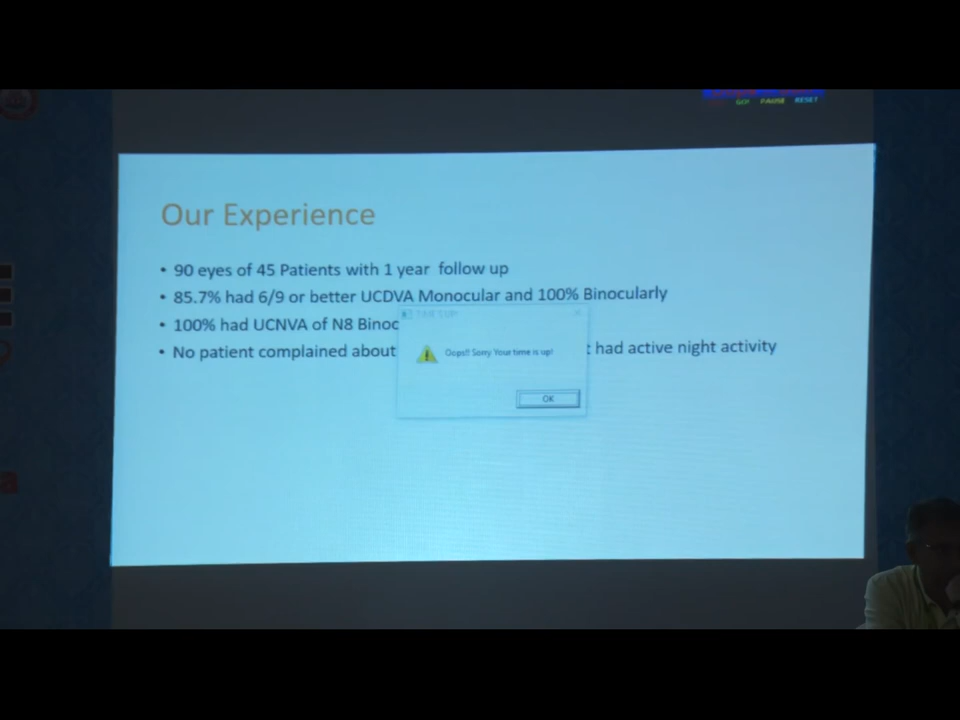 GO! PAUSE RESET
Our Experience
• 90 eyes of 45 Patients with 1 year follow up
• 85.7% had 6/9 or better UCDVA Monocular and 100% Binocularly
• 100% had UCNVA of N8 Binoc
• No patient complained about
t had active night activity
TIME'S UP!
Oops!! Sorry Your time is up!
OK
a